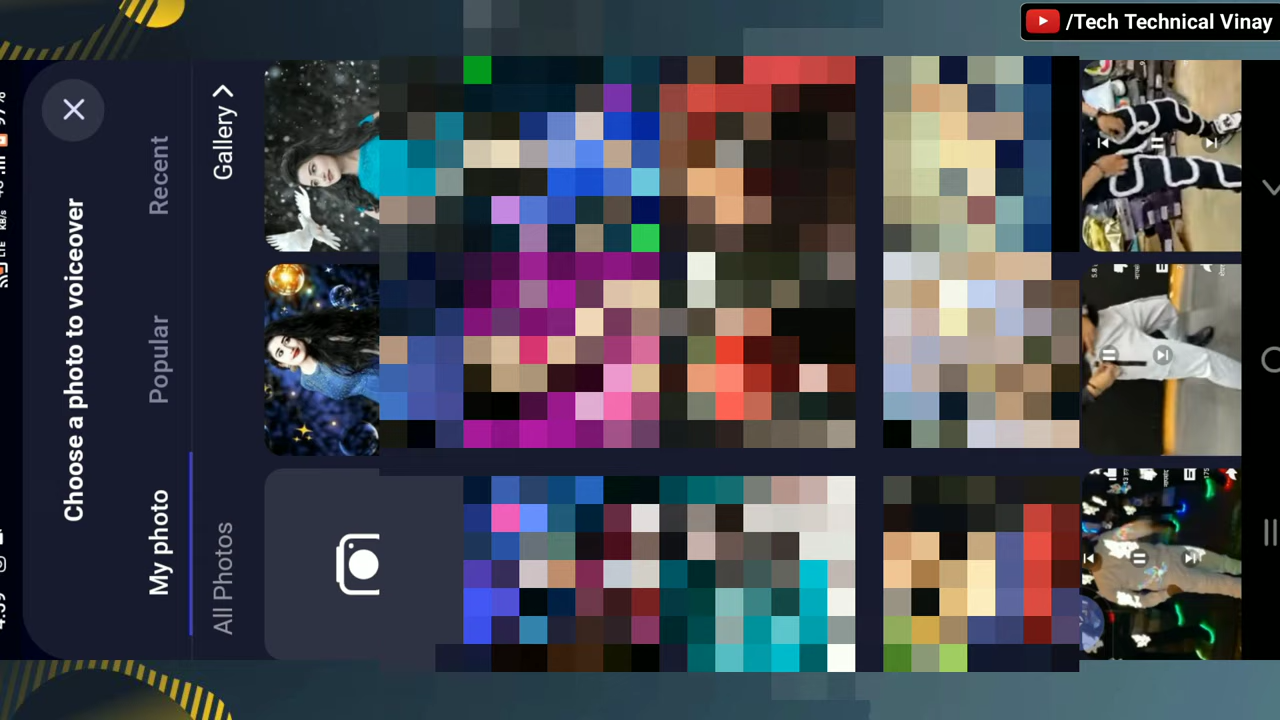 /Tech Technical Vinay
Choose a photo to voiceover
My photo Popular Recent
All Photos Gallery